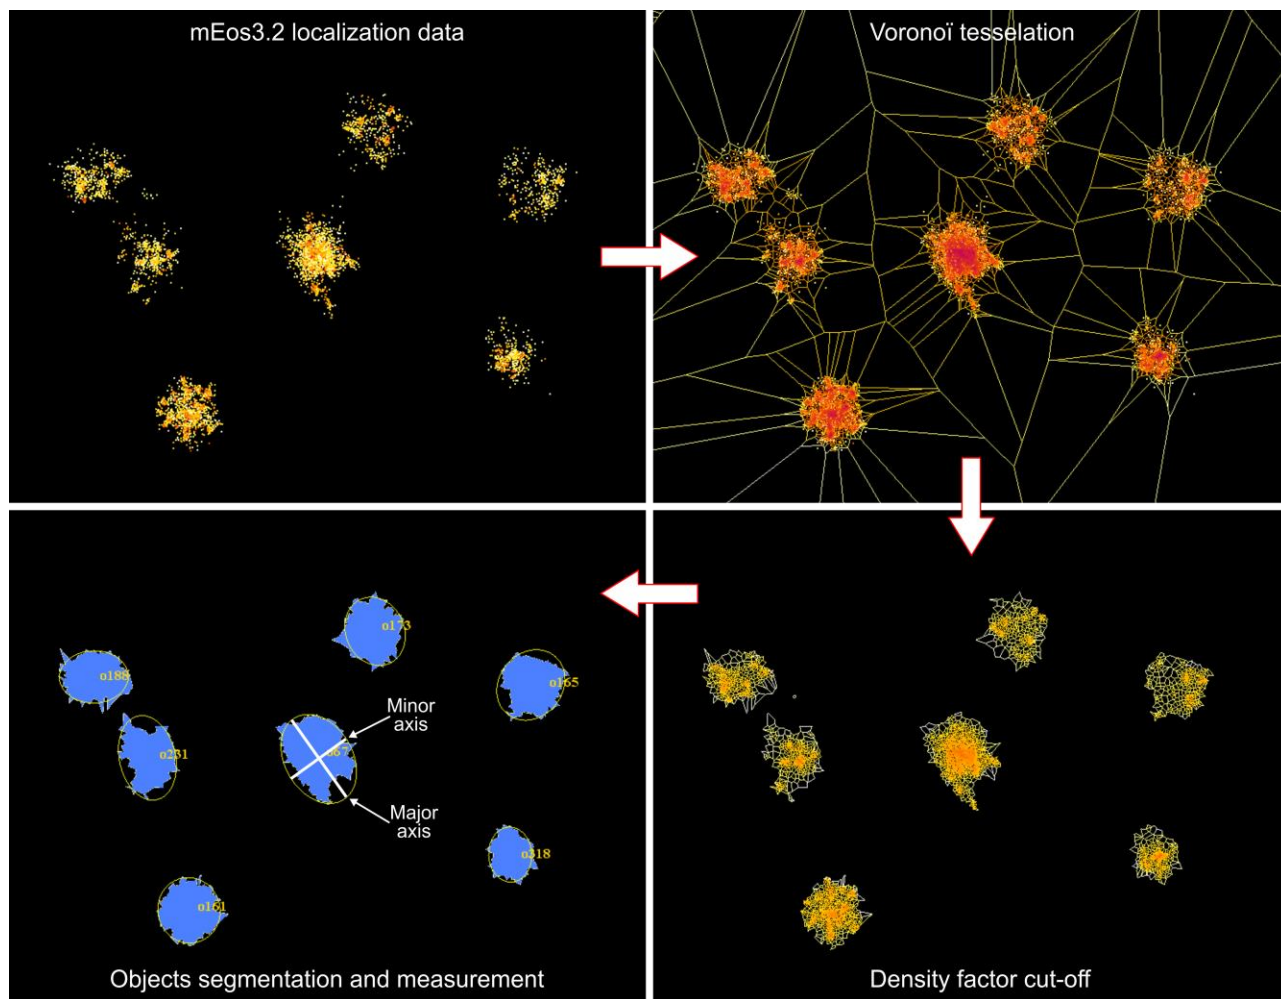 mEos3.2 localization data
Voronoï tesselation
o173
o188
o165
o231
Minor
axis
Major
axis
o318
o151
Objects segmentation and measurement
Density factor cut-off